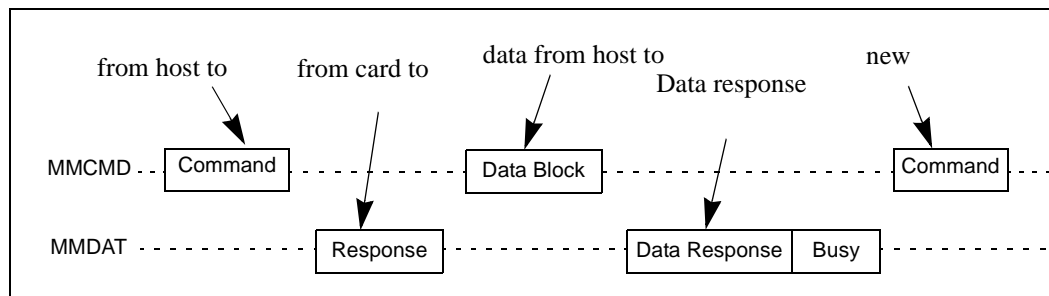 from host to
from card to
data from host to
Data response
new
MMCMD
Command
Data Block
Command
MMDAT
Response
Data Response
Busy